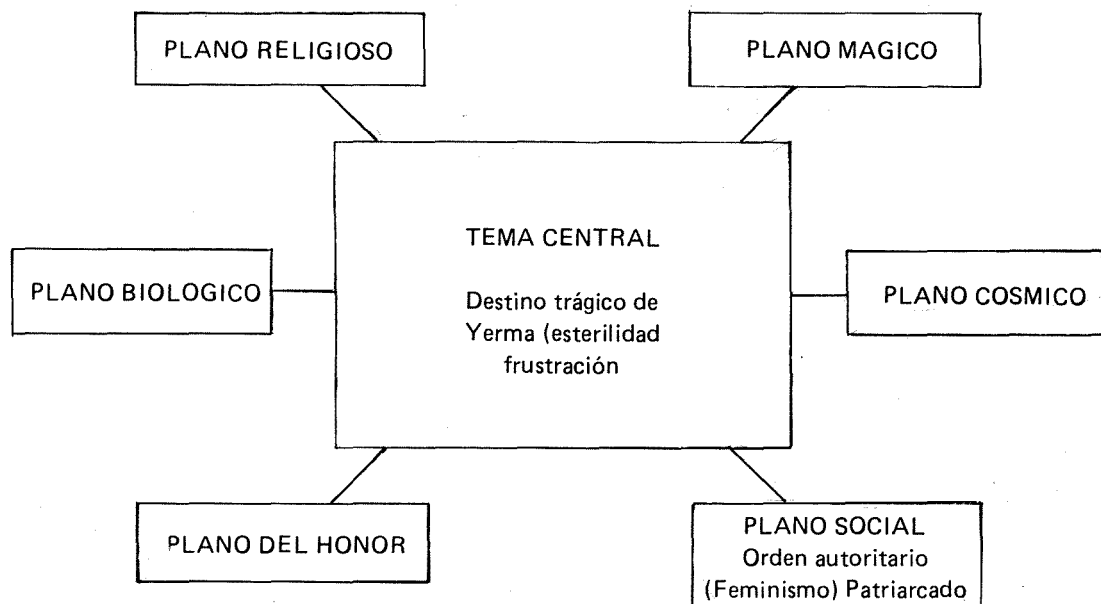 PLANO RELIGIOSO
PLANO MAGICO
TEMA CENTRAL
Destino trágico de
Yerma (esterilidad
frustración
PLANO BIOLOGICO
PLANO COSMICO
PLANO DEL HONOR
PLANO SOCIAL
Orden autoritario
(Feminismo) Patriarcado